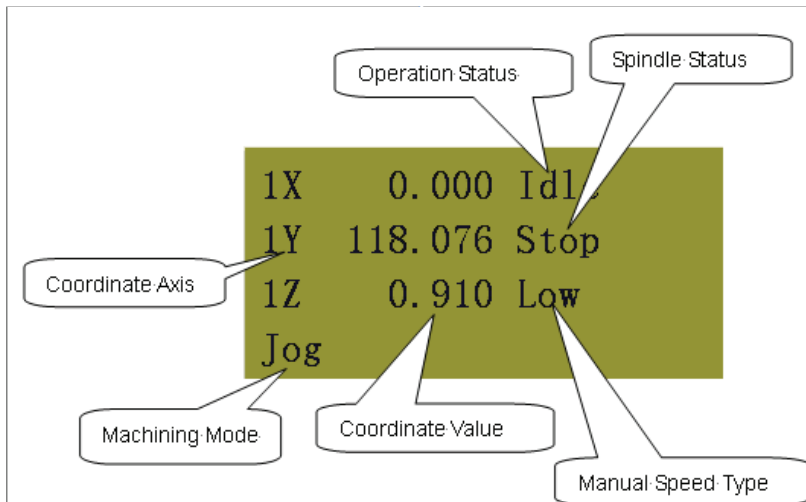 Operation Status
Spindle Status
1X 0.000 Idle
1Y 118.076 Stop
Coordinate Axis
1Z 0.910 Low
Jog
Machining Mode
Coordinate Value
Manual Speed Type